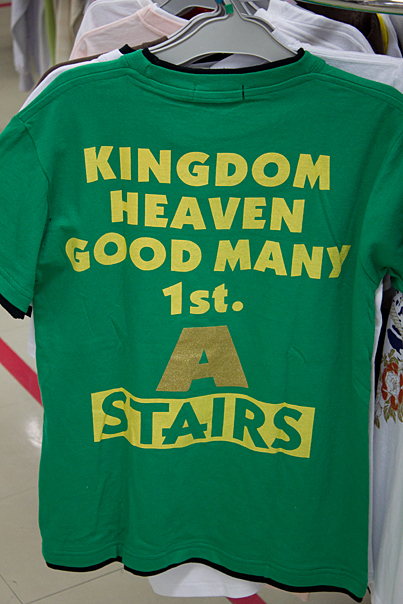 KINGDOM
HEAVEN
GOOD MANY
1st.
A
STAIRS